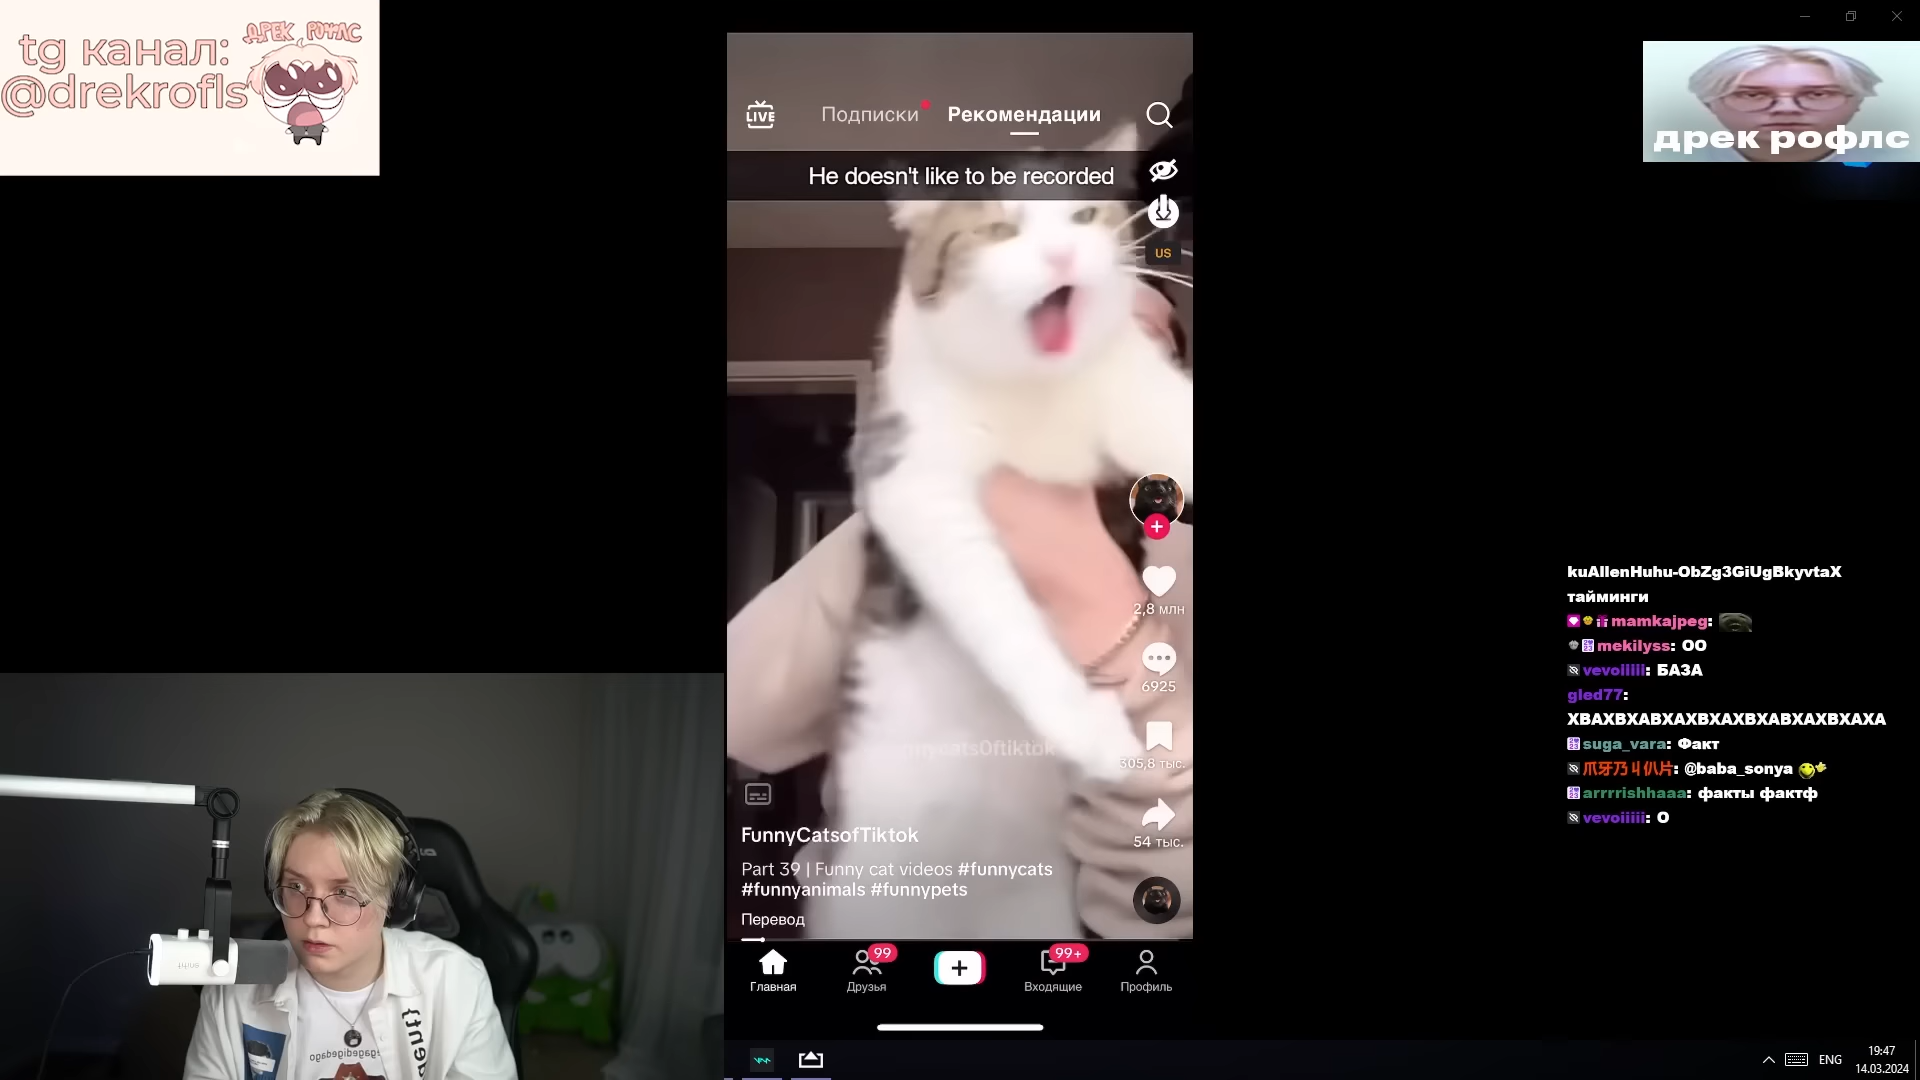 tg канал:
@drekrofls
ДРЕК РОФЛС
дрек рофлс
LIVE
Подписки
Рекомендации
He doesn't like to be recorded
US
2,8 млн
6925
305,8 тыс.
54 тыс.
FunnyCatsofTiktok
Part 39 | Funny cat videos #funnycats
#funnyanimals #funnypets
Перевод
99
99+
Главная
Друзья
Входящие
Профиль
kuAllenHuhu-ObZg3GiUgBkyvtaX
тайминги
mamkajpeg:
mekilyss: ОО
vevoiiiii: БАЗА
gled77:
ХВАХВХАВХАХВХАХВХАВХАХВХАХА
suga_vara: Факт
@baba_sonya
arrrrishhaaa: факты фактф
vevoiiiii: О
ENG
19:47
14.03.2024